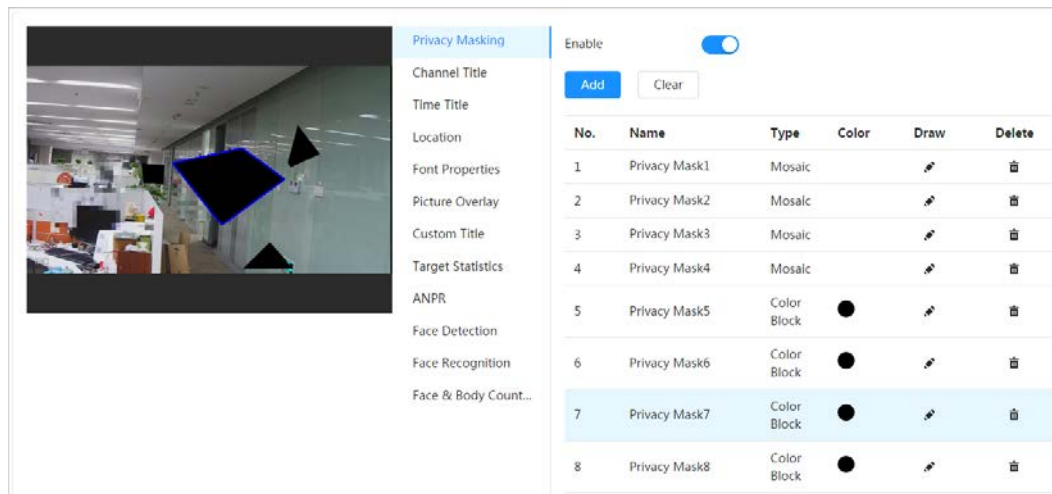 Privacy Masking
Channel Title
Time Title
Location
Font Properties
Picture Overlay
Custom Title
Target Statistics
ANPR
Face Detection
Face Recognition
Face & Body Count...
Enable
Add Clear
No. Name Type Color Draw Delete
1 Privacy Mask1 Mosaic
2 Privacy Mask2 Mosaic
3 Privacy Mask3 Mosaic
4 Privacy Mask4 Mosaic
5 Privacy Mask5 Color
Block
6 Privacy Mask6 Color
Block
7 Privacy Mask7 Color
Block
8 Privacy Mask8 Color
Block